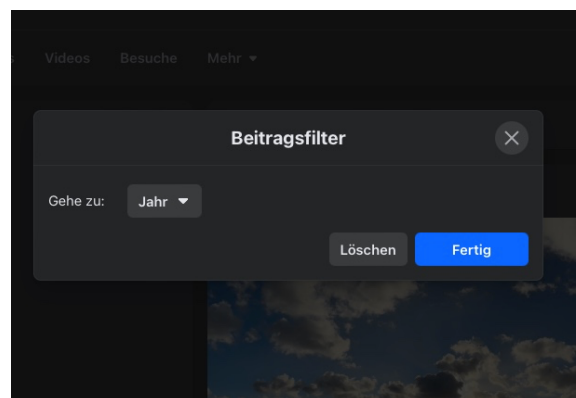 Videos Besuche Mehr
Beitragsfilter
Gehe zu: Jahr
Löschen Fertig